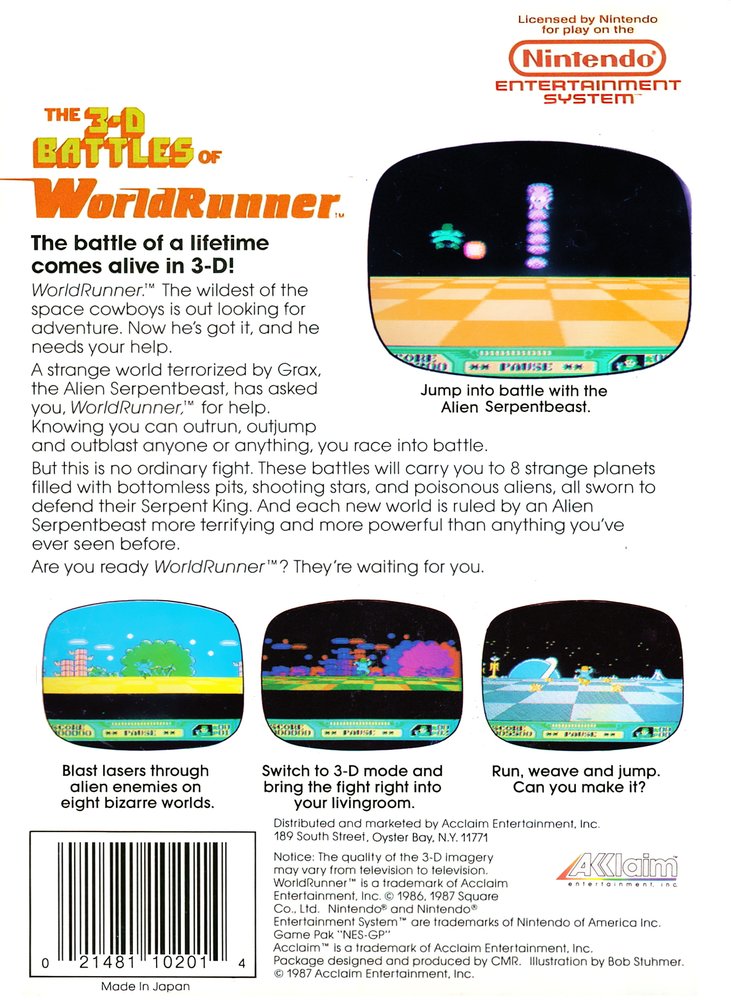 Licensed by Nintendo
for play on the
Nintendo®
ENTERTAINMENT
SYSTEM™
THE 3-D
BATTLES OF
WorldRunner™
The battle of a lifetime
comes alive in 3-D!
WorldRunner.™ The wildest of the
space cowboys is out looking for
adventure. Now he's got it, and he
needs your help.
A strange world terrorized by Grax,
the Alien Serpentbeast, has asked
you, WorldRunner,™ for help.
Knowing you can outrun, outjump
and outblast anyone or anything, you race into battle.
But this is no ordinary fight. These battles will carry you to 8 strange planets
filled with bottomless pits, shooting stars, and poisonous aliens, all sworn to
defend their Serpent King. And each new world is ruled by an Alien
Serpentbeast more terrifying and more powerful than anything you've
ever seen before.
Are you ready WorldRunner™? They're waiting for you.
PAUSE
Jump into battle with the
Alien Serpentbeast.
SCORE
PAUSE
Blast lasers through
alien enemies on
eight bizarre worlds.
SCORE
PAUSE
Switch to 3-D mode and
bring the fight right into
your livingroom.
SCORE
PAUSE
Run, weave and jump.
Can you make it?
Distributed and marketed by Acclaim Entertainment, Inc.
189 South Street, Oyster Bay, N.Y. 11771
Notice: The quality of the 3-D imagery
may vary from television to television.
WorldRunner™ is a trademark of Acclaim
Entertainment, Inc. © 1986, 1987 Square
Co., Ltd. Nintendo® and Nintendo®
Entertainment System™ are trademarks of Nintendo of America Inc.
Game Pak "NES-GP"
Acclaim™ is a trademark of Acclaim Entertainment, Inc.
Package designed and produced by CMR. Illustration by Bob Stuhmer.
© 1987 Acclaim Entertainment, Inc.
Acclaim™
entertainment, inc.
0 21481 10201 4
Made In Japan